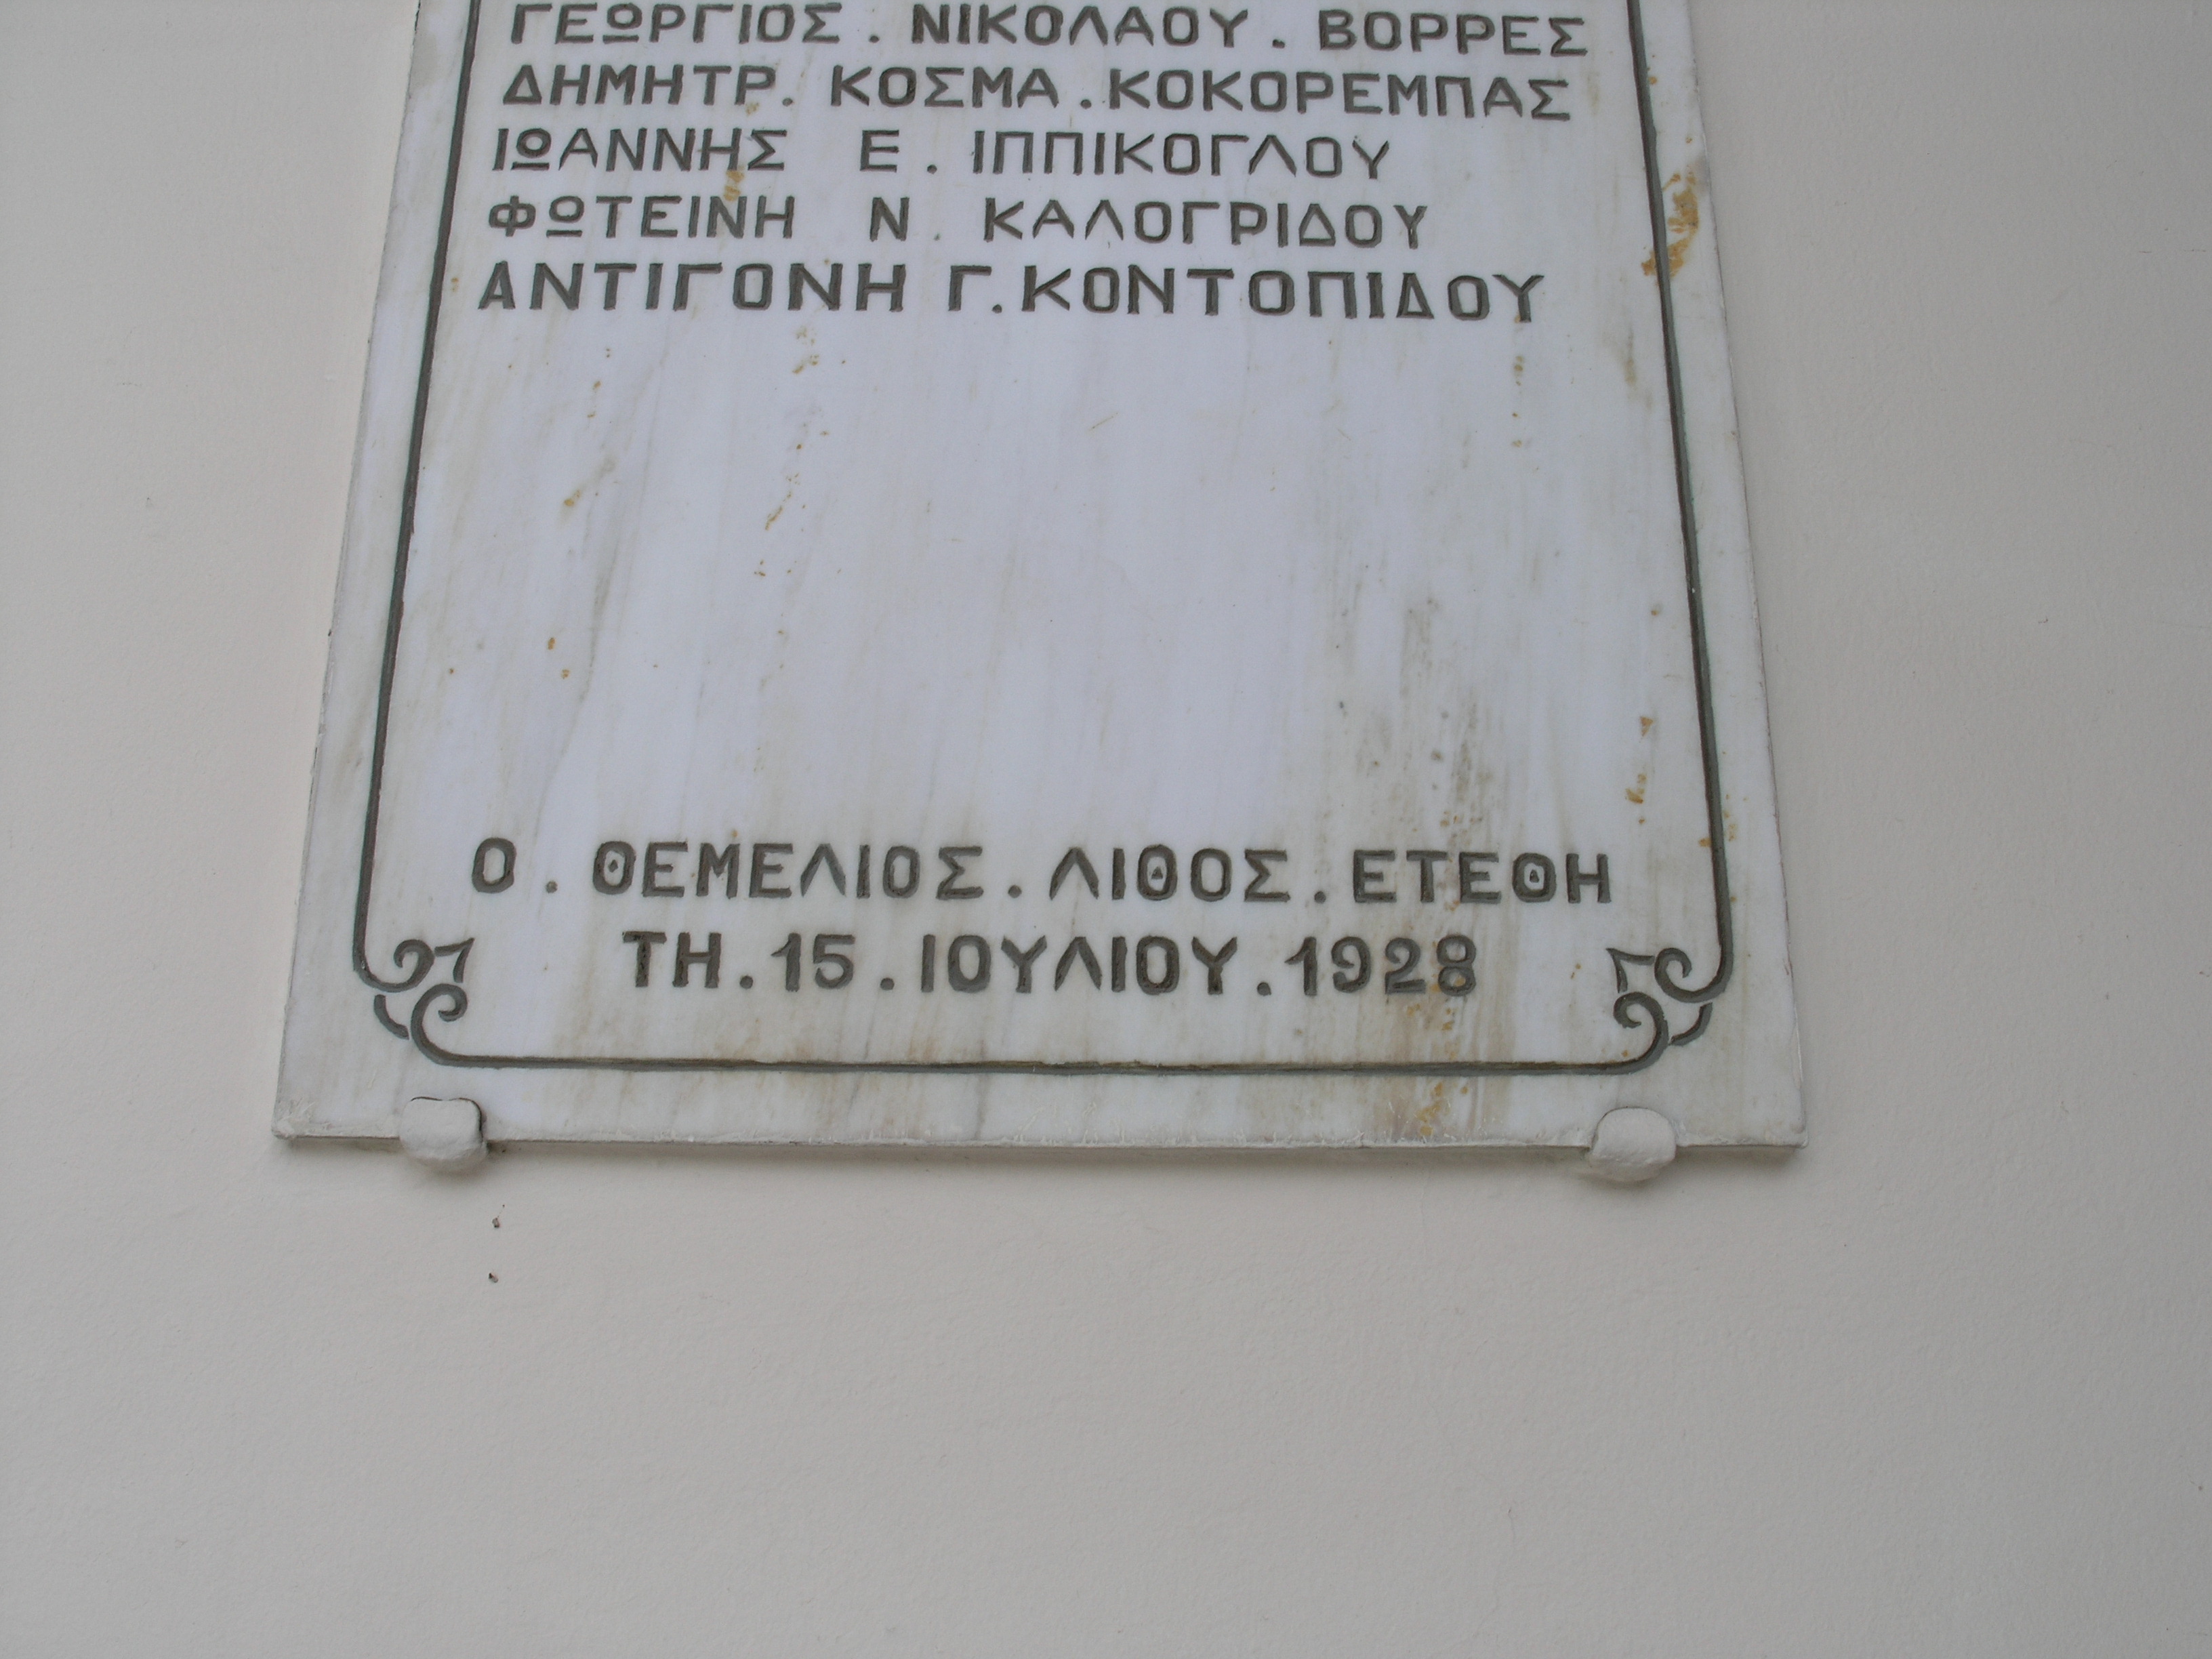 ΓΕΩΡΓΙΟΣ . ΝΙΚΟΛΑΟΥ . ΒΟΡΡΕΣ
ΔΗΜΗΤΡ. ΚΟΣΜΑ . ΚΟΚΟΡΕΜΠΑΣ
ΙΩΑΝΝΗΣ Ε . ΙΠΠΙΚΟΓΛΟΥ
ΦΩΤΕΙΝΗ Ν . ΚΑΛΟΓΡΙΔΟΥ
ΑΝΤΙΓΟΝΗ Γ. ΚΟΝΤΟΠΙΔΟΥ
Ο . ΘΕΜΕΛΙΟΣ . ΛΙΘΟΣ . ΕΤΕΘΗ
ΤΗ . 15 . ΙΟΥΛΙΟΥ . 1928